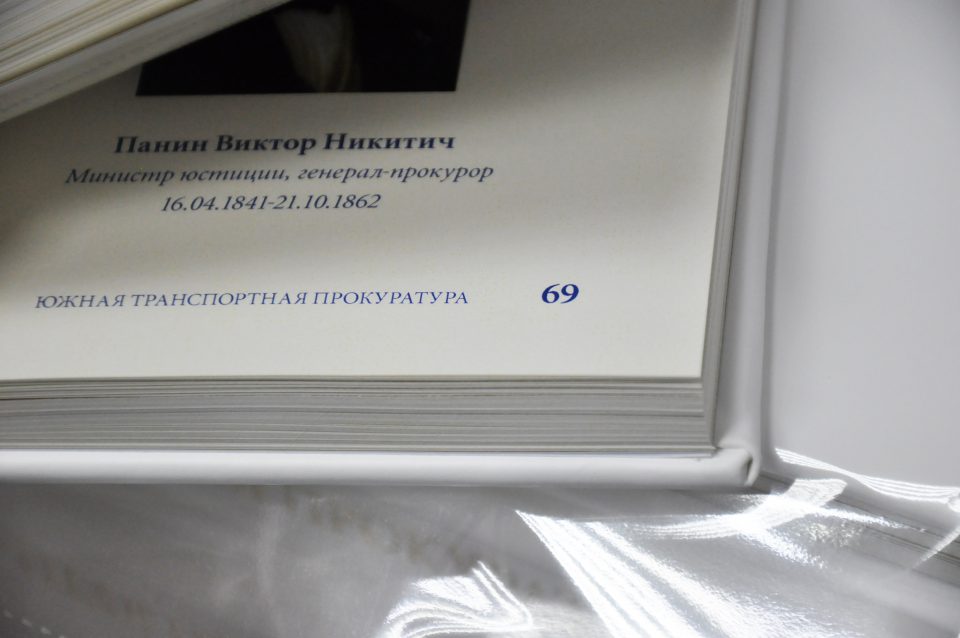 Панин Виктор Никитич
Министр юстиции, генерал-прокурор
16.04.1841-21.10.1862
ЮЖНАЯ ТРАНСПОРТНАЯ ПРОКУРАТУРА 69